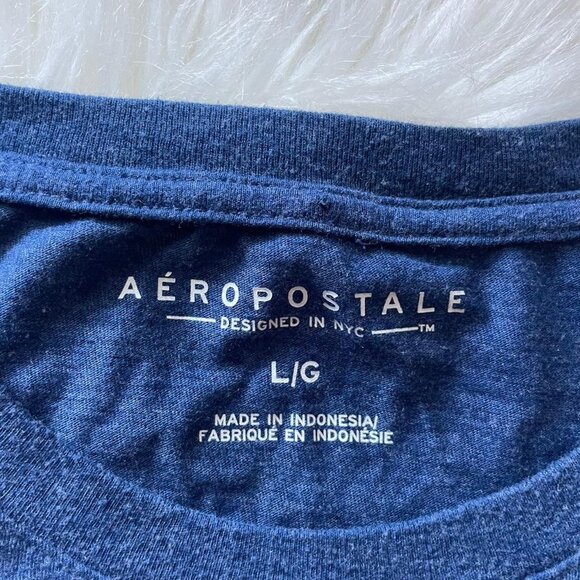 AÉROPOSTALE
DESIGNED IN NYC ™
L/G
MADE IN INDONESIA/
FABRIQUÉ EN INDONÉSIE